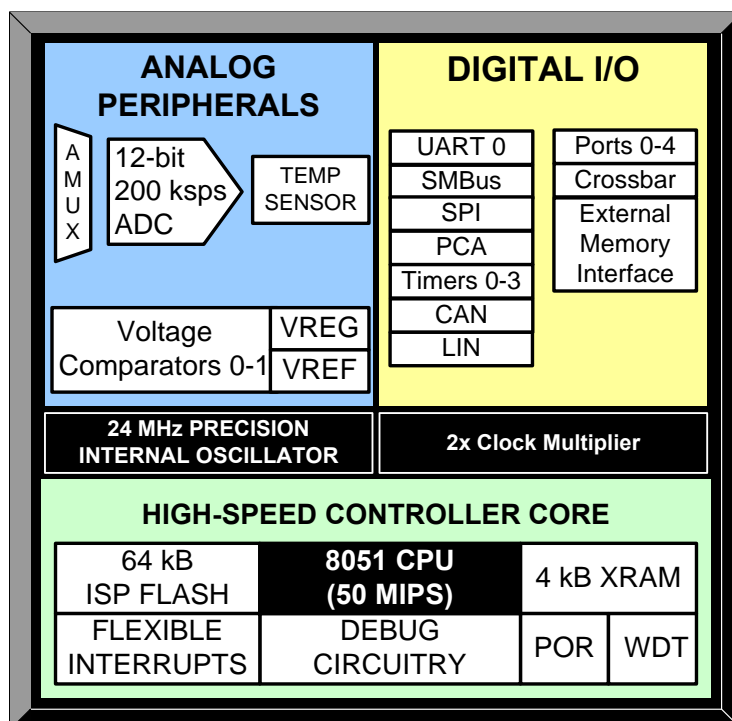 ANALOG
PERIPHERALS
A
M
U
X
12-bit
200 ksps
ADC
TEMP
SENSOR
Voltage
Comparators 0-1
VREG
VREF
DIGITAL I/O
UART 0
SMBus
SPI
PCA
Timers 0-3
CAN
LIN
Ports 0-4
Crossbar
External
Memory
Interface
24 MHz PRECISION
INTERNAL OSCILLATOR
2x Clock Multiplier
HIGH-SPEED CONTROLLER CORE
64 kB
ISP FLASH
8051 CPU
(50 MIPS)
4 kB XRAM
FLEXIBLE
INTERRUPTS
DEBUG
CIRCUITRY
POR
WDT